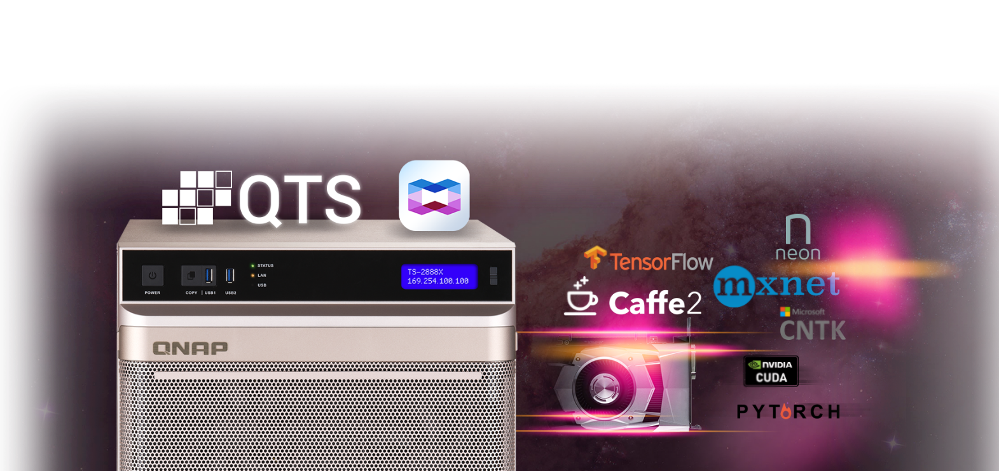 QTS
STATUS
LAN
USB
TS-2888X
169.254.100.100
POWER
COPY | USB1
USB2
QNAP
neon
TensorFlow
mxnet
Caffe2
Microsoft
CNTK
NVIDIA
CUDA
PYTORCH